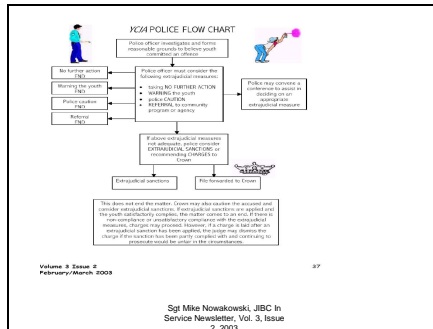 YCJA POLICE FLOW CHART
Police officer investigates and forms
reasonable grounds to believe youth
committed an offence
No further action
END
Warning the youth
END
Police caution
END
Referral
END
Police officer must consider the
following extrajudicial measures:
• taking NO FURTHER ACTION
• WARNING the youth
• police CAUTION
• REFERRAL to community
program or agency
Police may convene a
conference to assist in
deciding on an
appropriate
extrajudicial measure
If above extrajudicial measures
not adequate, police consider
EXTRAJUDICIAL SANCTIONS or
recommending CHARGES to
Crown
Extrajudicial sanctions
File forwarded to Crown
This does not end the matter. Crown may also caution the accused and
consider extrajudicial sanctions. If extrajudicial sanctions are applied and
the youth satisfactorily complies, the matter comes to an end. If there is
non-compliance or unsatisfactory compliance with the extrajudicial
measures, charges may proceed. However, if a charge is laid after an
extrajudicial sanction has been applied, the judge may dismiss the
charge if the sanction has been partly complied with and continuing to
prosecute would be unfair in the circumstances.
Volume 3 Issue 2
February/March 2003
37
Sgt Mike Nowakowski, JIBC In
Service Newsletter, Vol. 3, Issue
2, 2003